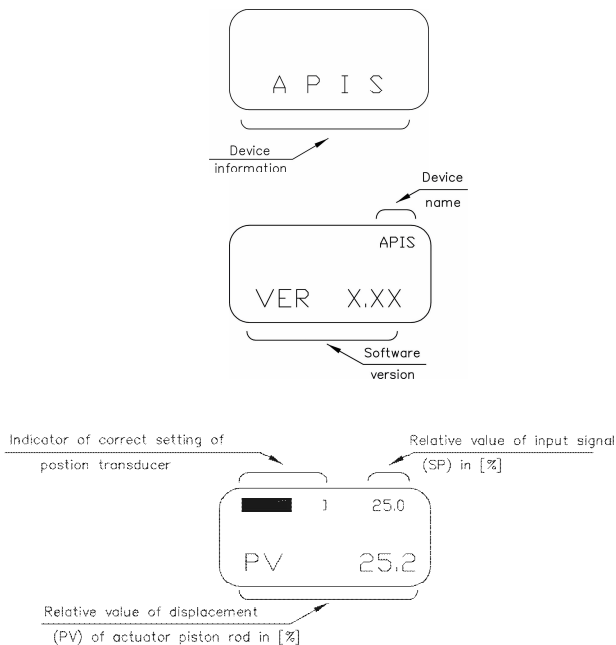 A P I S
Device
information
Device
name
APIS
VER X.XX
Software
version
Indicator of correct setting of
postion transducer
Relative value of input signal
(SP) in [%]
] 25.0
PV 25.2
Relative value of displacement
(PV) of actuator piston rod in [%]